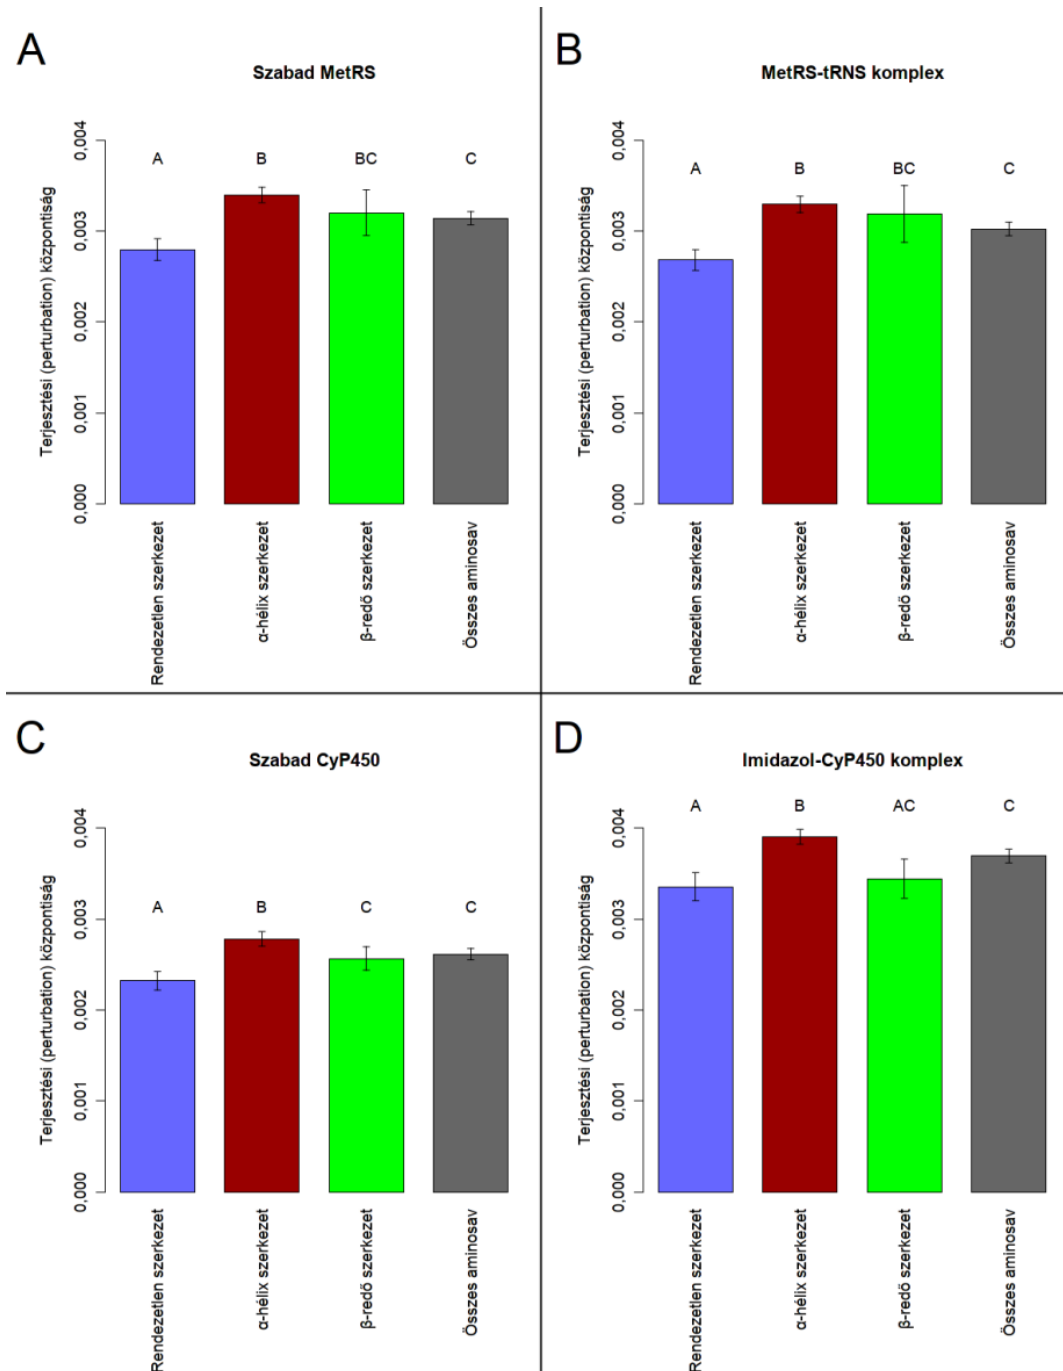 A
Szabad MetRS
Terjesztési (perturbation) központiság
0,004
0,003
0,002
0,001
0,000
A B BC C
Rendezetlen szerkezet
α-hélix szerkezet
β-redő szerkezet
Összes aminosav
B
MetRS-tRNS komplex
Terjesztési (perturbation) központiság
0,004
0,003
0,002
0,001
0,000
A B BC C
Rendezetlen szerkezet
α-hélix szerkezet
β-redő szerkezet
Összes aminosav
C
Szabad CyP450
Terjesztési (perturbation) központiság
0,004
0,003
0,002
0,001
0,000
A B C C
Rendezetlen szerkezet
α-hélix szerkezet
β-redő szerkezet
Összes aminosav
D
Imidazol-CyP450 komplex
Terjesztési (perturbation) központiság
0,004
0,003
0,002
0,001
0,000
A B AC C
Rendezetlen szerkezet
α-hélix szerkezet
β-redő szerkezet
Összes aminosav